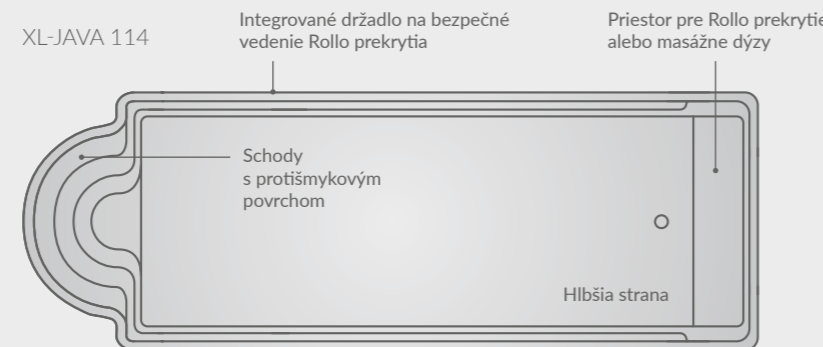 XL-JAVA 114
Integrované držadlo na bezpečné
vedenie Rollo prekrytia
Priestor pre Rollo prekrytie
alebo masážne dýzy
Schody
s protišmykovým
povrchom
Hlbšia strana